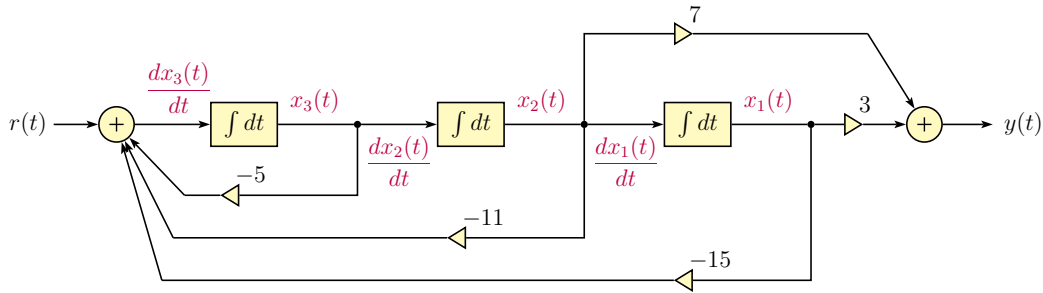 7
dx₃(t)/dt
x₃(t)
x₂(t)
x₁(t)
3
r(t)
+
∫ dt
∫ dt
∫ dt
+
y(t)
dx₂(t)/dt
dx₁(t)/dt
−5
−11
−15